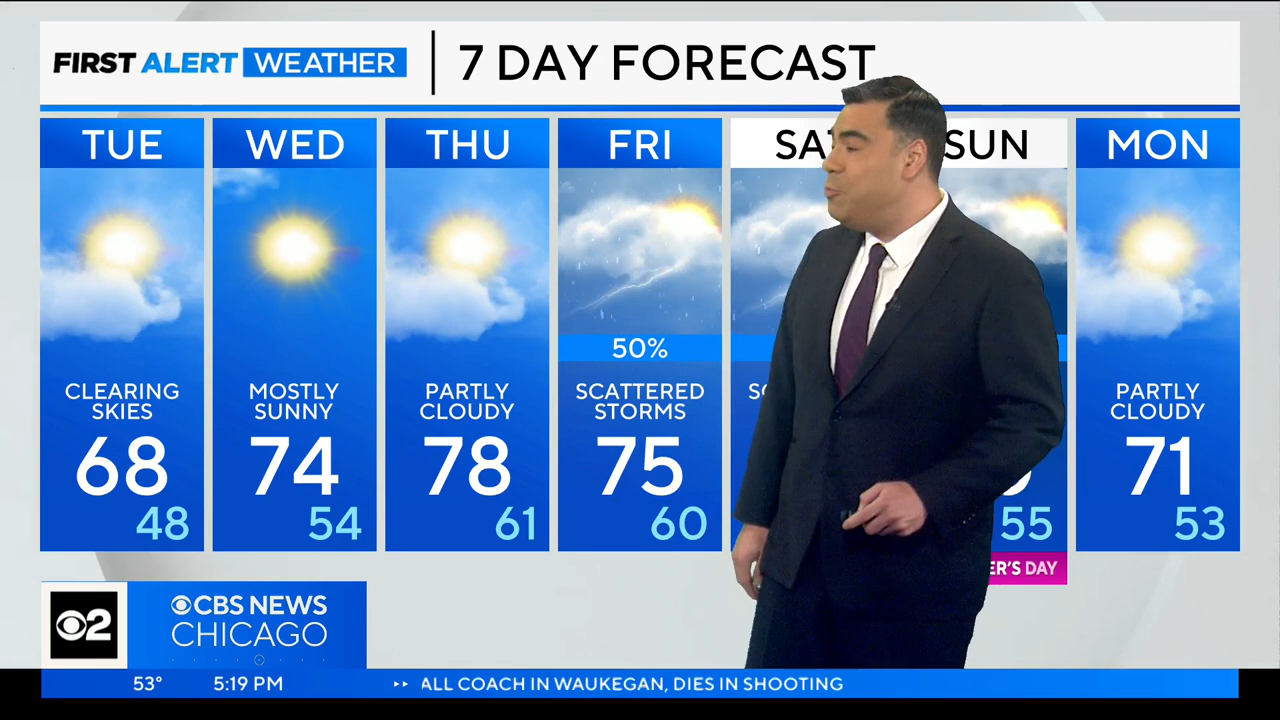 FIRST ALERT WEATHER
7 DAY FORECAST
TUE
WED
THU
FRI
SUN
MON
50%
CLEARING
SKIES
MOSTLY
SUNNY
PARTLY
CLOUDY
SCATTERED
STORMS
PARTLY
CLOUDY
68
74
78
75
71
48
54
61
60
55
53
DAY
2
CBS NEWS
CHICAGO
53°
5:19 PM
COACH IN WAUKEGAN, DIES IN SHOOTING